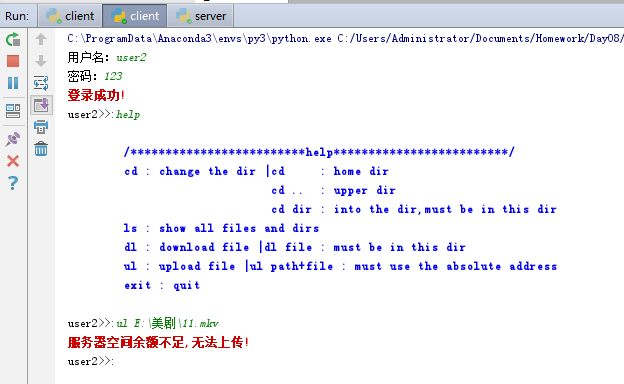 Run: client client server
C:\ProgramData\Anaconda3\envs\py3\python.exe C:/Users/Administrator/Documents/Homework/Day08/
用户名：user2
密码：123
登录成功!
user2>>:help
/**************************help*************************/
cd : change the dir |cd : home dir
cd .. : upper dir
cd dir : into the dir,must be in this dir
ls : show all files and dirs
dl : download file |dl file : must be in this dir
ul : upload file |ul path+file : must use the absolute address
exit : quit
user2>>:ul E:\美剧\11.mkv
服务器空间余额不足,无法上传!
user2>>: